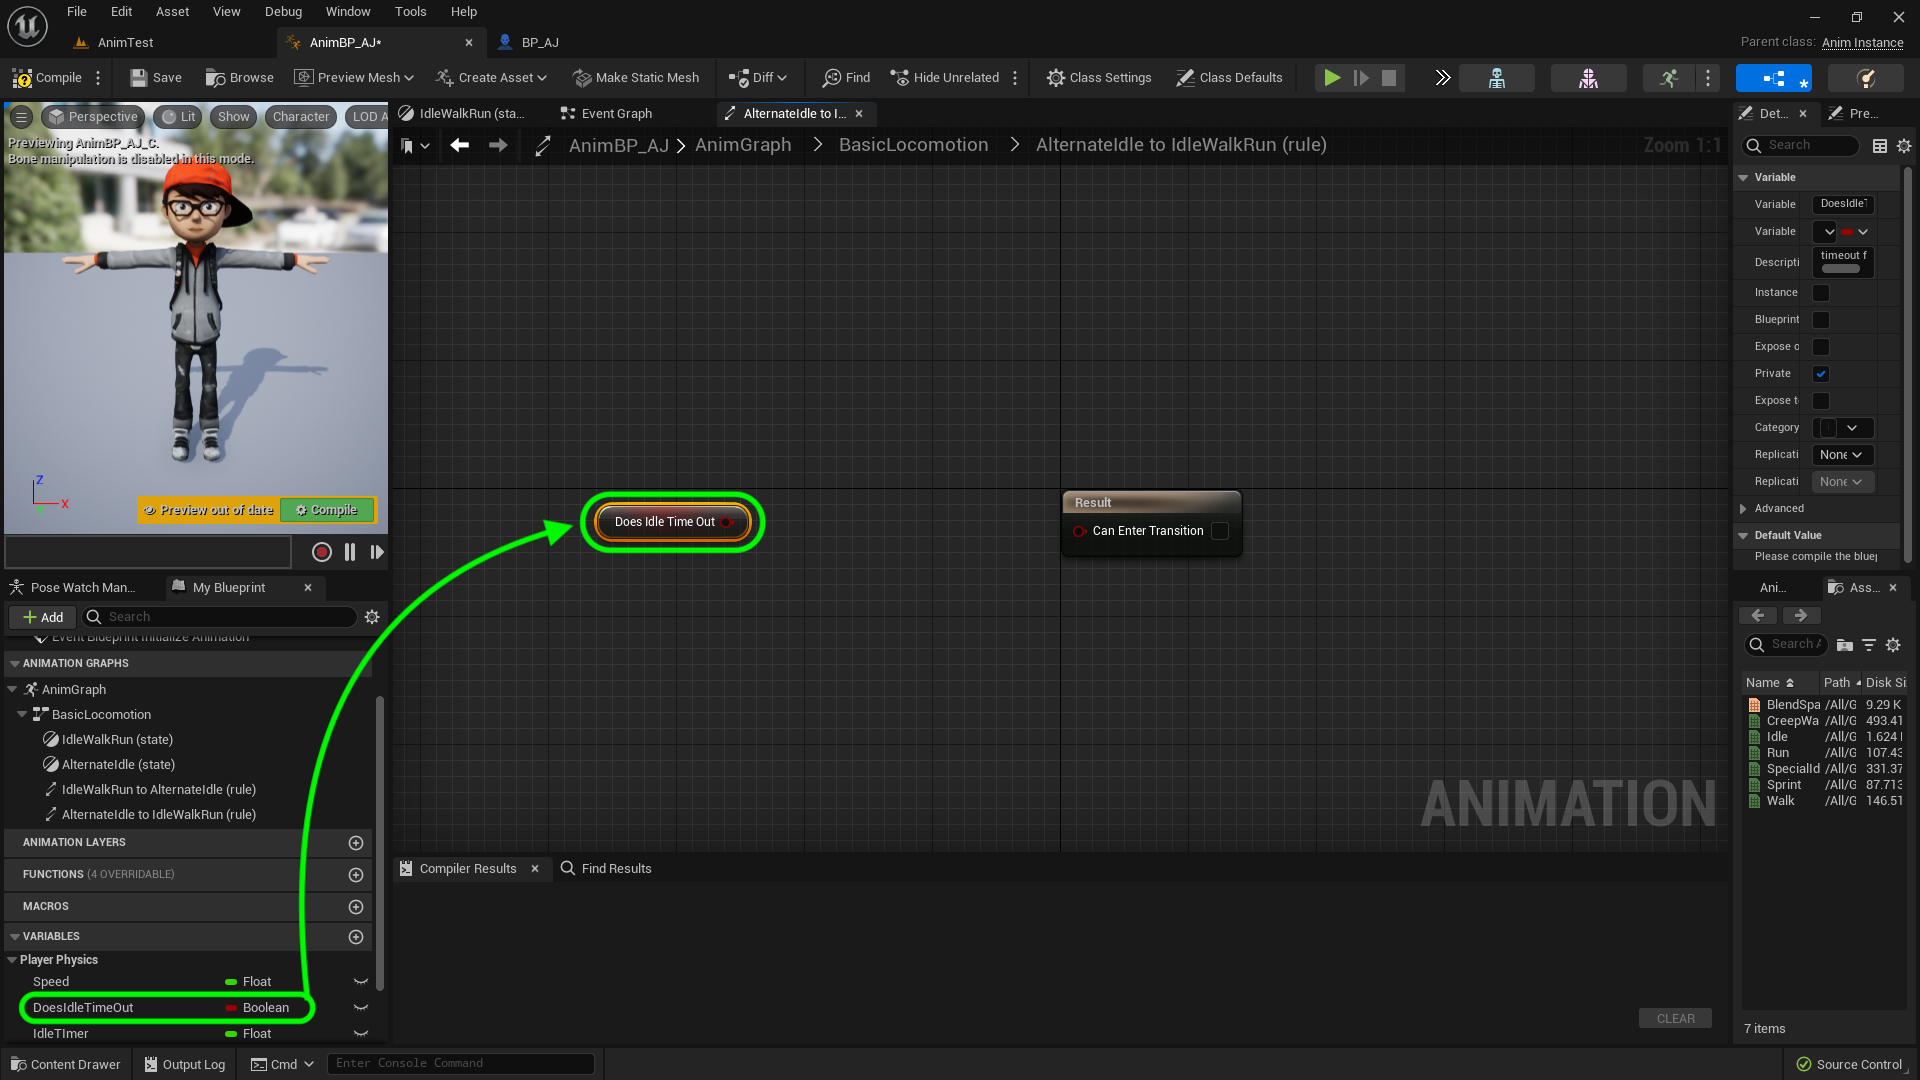 File Edit Asset View Debug Window Tools Help
AnimTest AnimBP_AJ* BP_AJ
Parent class: Anim Instance
Compile Save Browse Preview Mesh Create Asset Make Static Mesh Diff Find Hide Unrelated Class Settings Class Defaults
Perspective Lit Show Character LOD A
Previewing AnimBP_AJ_C.
Bone manipulation is disabled in this mode.
Z
X
Y
Preview out of date Compile
IdleWalkRun (sta... Event Graph AlternateIdle to I...
AnimBP_AJ > AnimGraph > BasicLocomotion > AlternateIdle to IdleWalkRun (rule)
Zoom 1:1
Does Idle Time Out
Result
Can Enter Transition
ANIMATION
Compiler Results Find Results
CLEAR
Pose Watch Man... My Blueprint
Add Search
Event Blueprint Initialize Animation
ANIMATION GRAPHS
AnimGraph
BasicLocomotion
IdleWalkRun (state)
AlternateIdle (state)
IdleWalkRun to AlternateIdle (rule)
AlternateIdle to IdleWalkRun (rule)
ANIMATION LAYERS
FUNCTIONS (4 OVERRIDABLE)
MACROS
VARIABLES
Player Physics
Speed Float
DoesIdleTimeOut Boolean
IdleTImer Float
Det... Pre...
Search
Variable
Variable DoesIdleT
Variable
Descripti timeout f
Instance
Blueprint
Expose o
Private
Expose t
Category
Replicati None
Replicati None
Advanced
Default Value
Please compile the bluep
Ani... Ass...
Search A
Name Path Disk Si
BlendSpa /All/G 9.29 K
CreepWa /All/G 493.41
Idle /All/G 1.624 
Run /All/G 107.43
SpecialId /All/G 331.37
Sprint /All/G 87.713
Walk /All/G 146.51
7 items
Content Drawer Output Log Cmd Enter Console Command Source Control